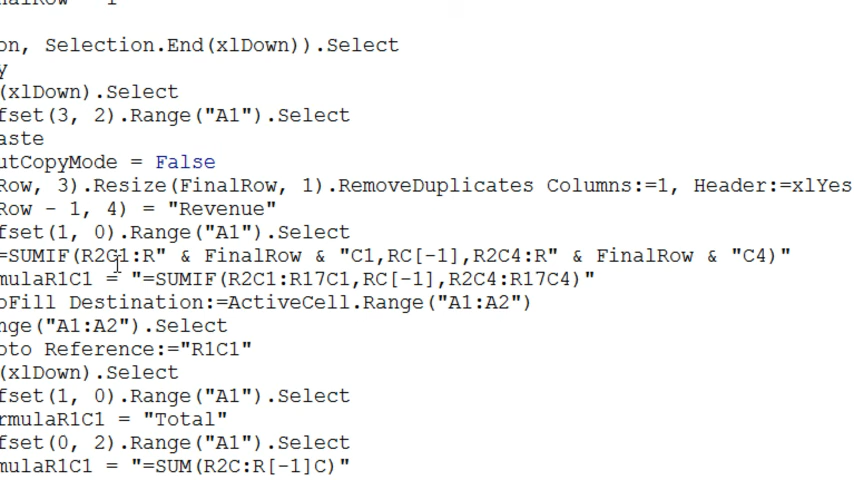 on, Selection.End(xlDown)).Select
y
(xlDown).Select
fset(3, 2).Range("A1").Select
aste
utCopyMode = False
Row, 3).Resize(FinalRow, 1).RemoveDuplicates Columns:=1, Header:=xlYes
Row - 1, 4) = "Revenue"
fset(1, 0).Range("A1").Select
=SUMIF(R2C1:R" & FinalRow & "C1,RC[-1],R2C4:R" & FinalRow & "C4)"
mulaR1C1 = "=SUMIF(R2C1:R17C1,RC[-1],R2C4:R17C4)"
oFill Destination:=ActiveCell.Range("A1:A2")
nge("A1:A2").Select
oto Reference:="R1C1"
(xlDown).Select
fset(1, 0).Range("A1").Select
rmulaR1C1 = "Total"
fset(0, 2).Range("A1").Select
mulaR1C1 = "=SUM(R2C:R[-1]C)"